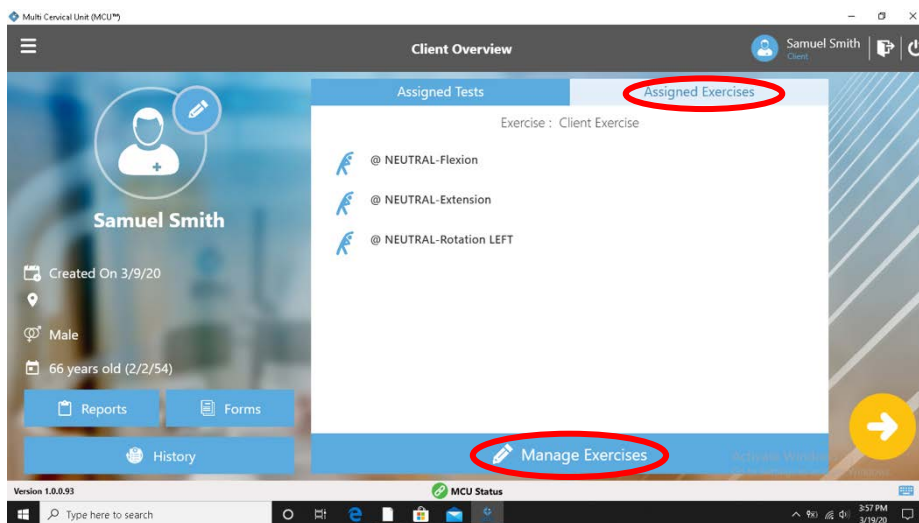 Multi Cervical Unit (MCU™)
Client Overview
Samuel Smith
Client
Assigned Tests
Assigned Exercises
Exercise : Client Exercise
@ NEUTRAL-Flexion
@ NEUTRAL-Extension
@ NEUTRAL-Rotation LEFT
Samuel Smith
Created On 3/9/20
Male
66 years old (2/2/54)
Reports
Forms
History
Manage Exercises
Activate Windows
Version 1.0.0.93
MCU Status
Type here to search
3:57 PM
3/19/20